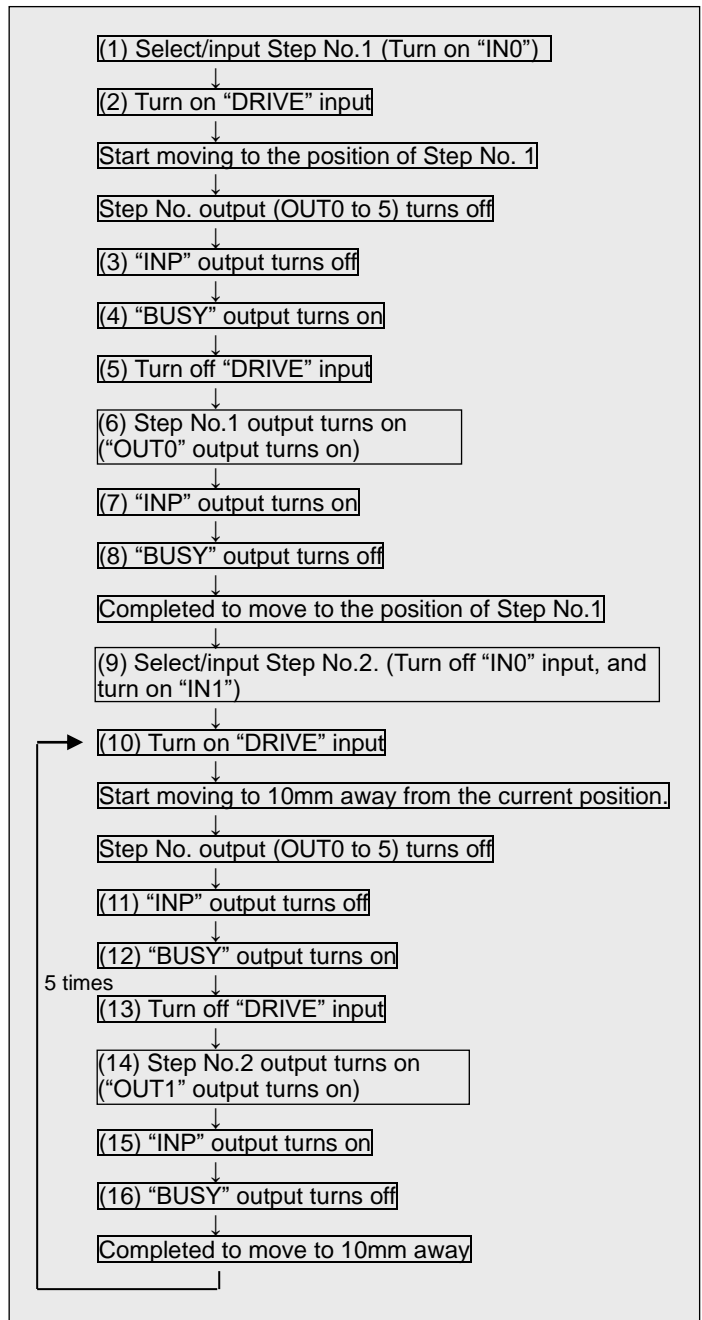 (1) Select/input Step No.1 (Turn on “IN0”)
↓
(2) Turn on “DRIVE” input
↓
Start moving to the position of Step No. 1
↓
Step No. output (OUT0 to 5) turns off
↓
(3) “INP” output turns off
↓
(4) “BUSY” output turns on
↓
(5) Turn off “DRIVE” input
↓
(6) Step No.1 output turns on
(“OUT0” output turns on)
↓
(7) “INP” output turns on
↓
(8) “BUSY” output turns off
↓
Completed to move to the position of Step No.1
↓
(9) Select/input Step No.2. (Turn off “IN0” input, and
turn on “IN1”)
↓
(10) Turn on “DRIVE” input
↓
Start moving to 10mm away from the current position.
↓
Step No. output (OUT0 to 5) turns off
↓
(11) “INP” output turns off
↓
(12) “BUSY” output turns on
5 times
↓
(13) Turn off “DRIVE” input
↓
(14) Step No.2 output turns on
(“OUT1” output turns on)
↓
(15) “INP” output turns on
↓
(16) “BUSY” output turns off
↓
Completed to move to 10mm away